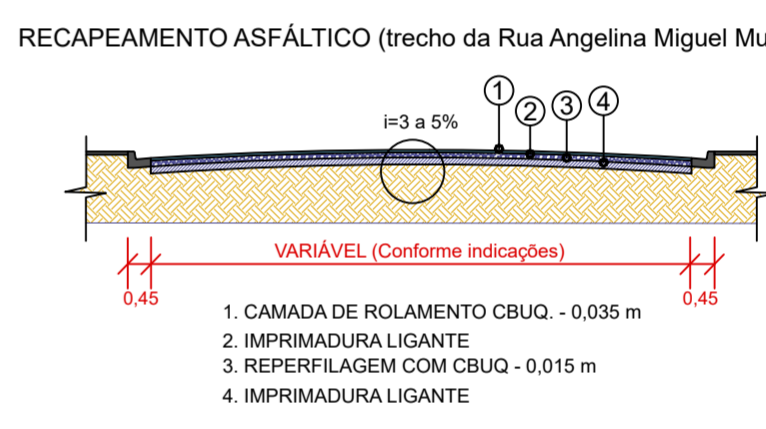 RECAPEAMENTO ASFÁLTICO (trecho da Rua Angelina Miguel Mu
1 2 3 4
i=3 a 5%
VARIÁVEL (Conforme indicações)
0,45 0,45
1. CAMADA DE ROLAMENTO CBUQ. - 0,035 m
2. IMPRIMADURA LIGANTE
3. REPERFILAGEM COM CBUQ - 0,015 m
4. IMPRIMADURA LIGANTE